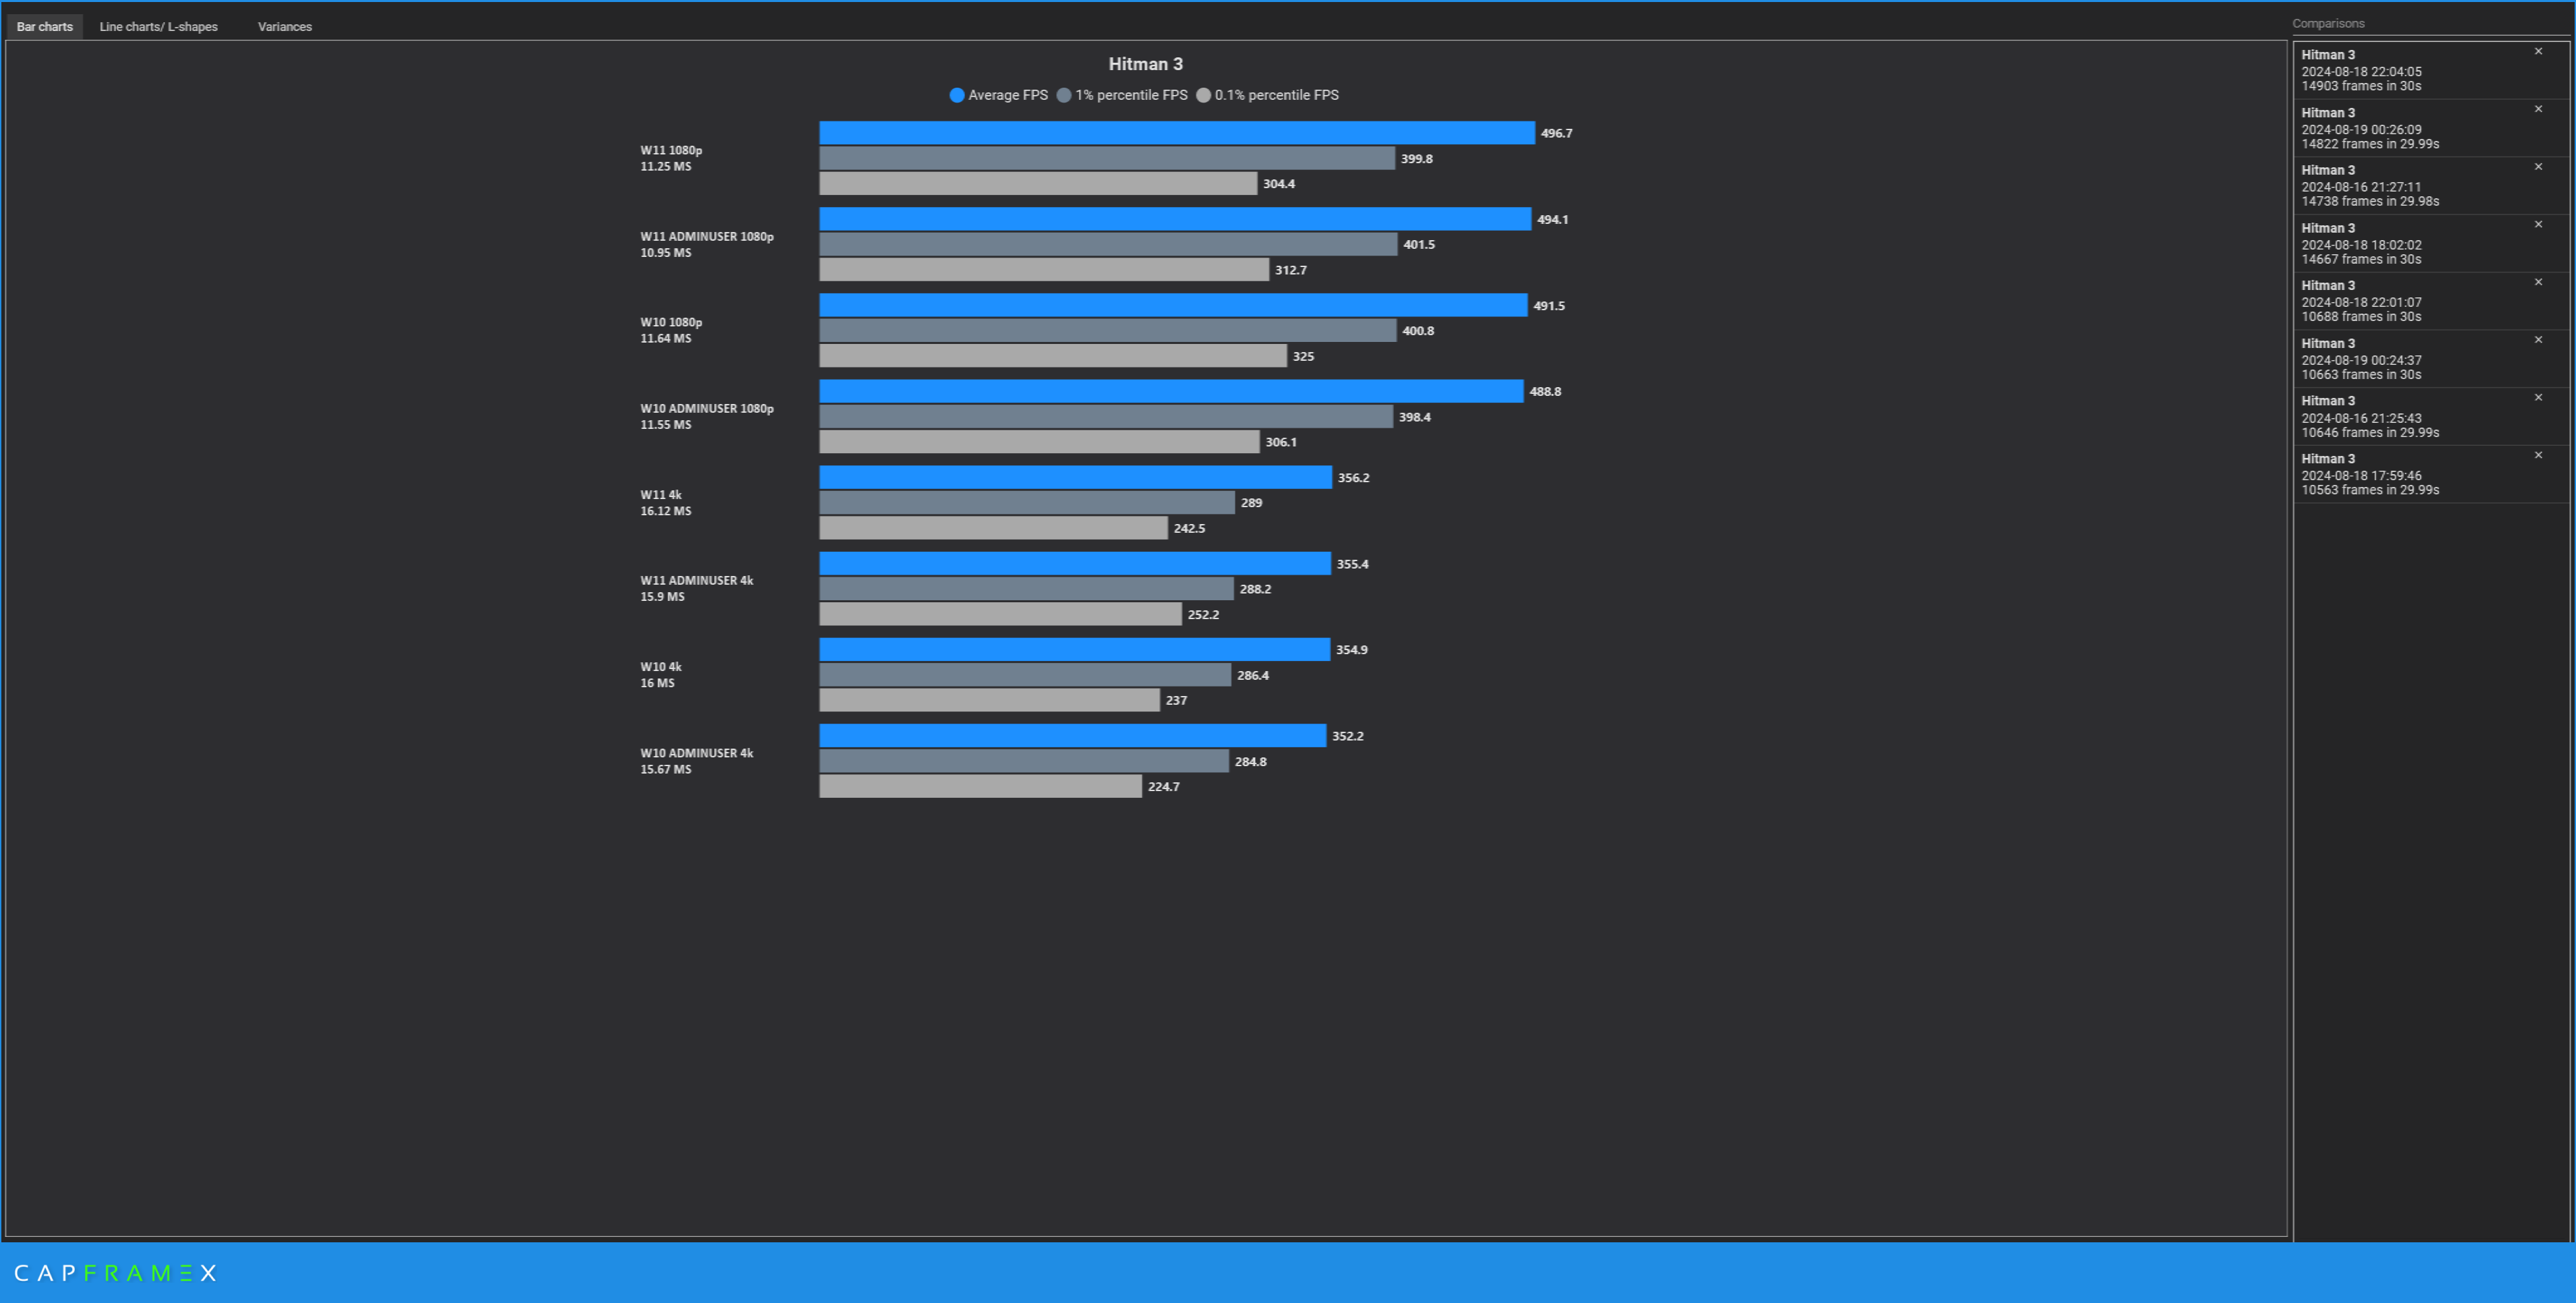 Bar charts
Line charts/ L-shapes
Variances
Hitman 3
Average FPS
1% percentile FPS
0.1% percentile FPS
W11 1080p
11.25 MS
496.7
399.8
304.4
W11 ADMINUSER 1080p
10.95 MS
494.1
401.5
312.7
W10 1080p
11.64 MS
491.5
400.8
325
W10 ADMINUSER 1080p
11.55 MS
488.8
398.4
306.1
W11 4k
16.12 MS
356.2
289
242.5
W11 ADMINUSER 4k
15.9 MS
355.4
288.2
252.2
W10 4k
16 MS
354.9
286.4
237
W10 ADMINUSER 4k
15.67 MS
352.2
284.8
224.7
Comparisons
Hitman 3
2024-08-18 22:04:05
14903 frames in 30s
Hitman 3
2024-08-19 00:26:09
14822 frames in 29.99s
Hitman 3
2024-08-16 21:27:11
14738 frames in 29.98s
Hitman 3
2024-08-18 18:02:02
14667 frames in 30s
Hitman 3
2024-08-18 22:01:07
10688 frames in 30s
Hitman 3
2024-08-19 00:24:37
10663 frames in 30s
Hitman 3
2024-08-16 21:25:43
10646 frames in 29.99s
Hitman 3
2024-08-18 17:59:46
10563 frames in 29.99s
CAPFRAMEX